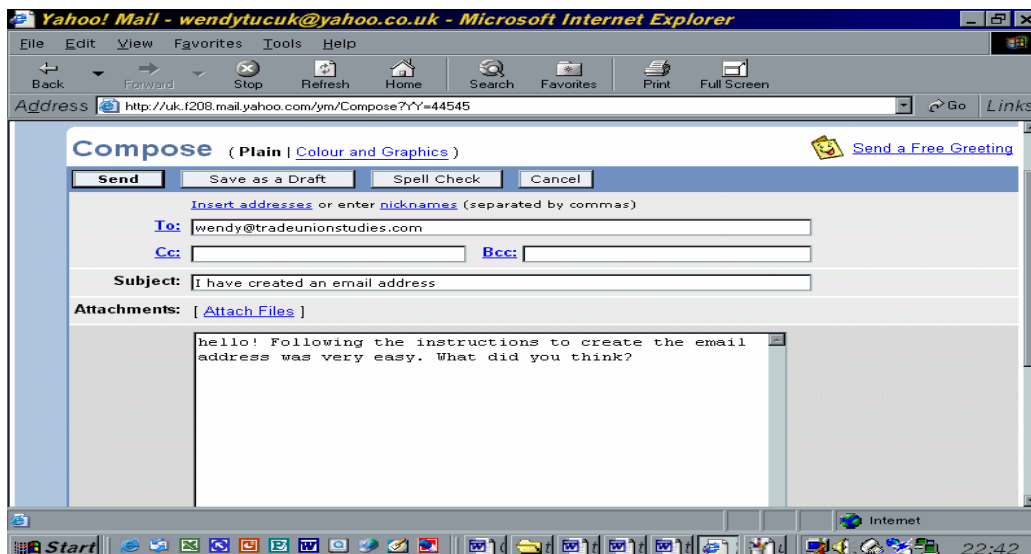 Yahoo! Mail - wendytucuk@yahoo.co.uk - Microsoft Internet Explorer
File Edit View Favorites Tools Help
Back Forward Stop Refresh Home Search Favorites Print Full Screen
Address http://uk.f208.mail.yahoo.com/ym/Compose?YY=44545 Go Links
Compose ( Plain | Colour and Graphics ) Send a Free Greeting
Send Save as a Draft Spell Check Cancel
Insert addresses or enter nicknames (separated by commas)
To: wendy@tradeunionstudies.com
Cc: Bcc:
Subject: I have created an email address
Attachments: [ Attach Files ]
hello! Following the instructions to create the email
address was very easy. What did you think?
Internet
Start 22:42